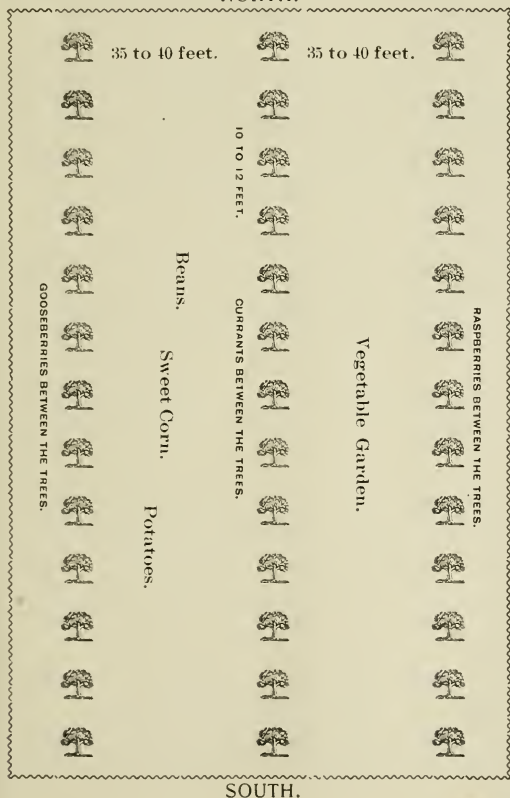 35 to 40 feet.
35 to 40 feet.
10 TO 12 FEET.
Beans.
Sweet Corn.
Potatoes.
GOOSEBERRIES BETWEEN THE TREES.
CURRANTS BETWEEN THE TREES.
Vegetable Garden.
RASPBERRIES BETWEEN THE TREES.
SOUTH.